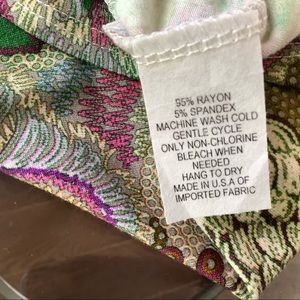 95% RAYON
5% SPANDEX
MACHINE WASH COLD
GENTLE CYCLE
ONLY NON-CHLORINE
BLEACH WHEN
NEEDED
HANG TO DRY
MADE IN U.S.A OF
IMPORTED FABRIC